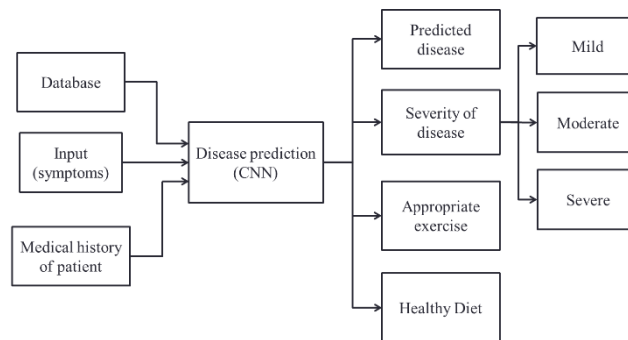 Database
Input
(symptoms)
Medical history
of patient
Disease prediction
(CNN)
Predicted
disease
Severity of
disease
Appropriate
exercise
Healthy Diet
Mild
Moderate
Severe